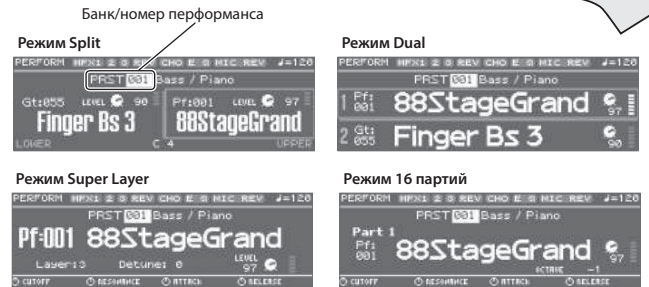 Банк/номер перформанса
Режим Split
PERFORM MFX1 2 3 REV CHO E Q MIC REV ♩=120
PRST 001 Bass / Piano
Gt:055 LEVEL 90
Finger Bs 3
LOWER
C 4
Pf:001 LEVEL 97
88StageGrand
UPPER
Режим Dual
PERFORM MFX1 2 3 REV CHO E Q MIC REV ♩=120
PRST 001 Bass / Piano
1 Pf: 001 88StageGrand 97
2 Gt: 055 Finger Bs 3 90
Режим Super Layer
PERFORM MFX1 2 3 REV CHO E Q MIC REV ♩=120
PRST 001 Bass / Piano
Pf:001 88StageGrand
Layer:3 Detune: 0 LEVEL 97
CUTOFF RESONANCE ATTACK RELEASE
Режим 16 партий
PERFORM MFX1 2 3 REV CHO E Q MIC REV ♩=120
PRST 001 Bass / Piano
Part 1
Pf: 001 88StageGrand 97
OCTAVE -1
CUTOFF RESONANCE ATTACK RELEASE